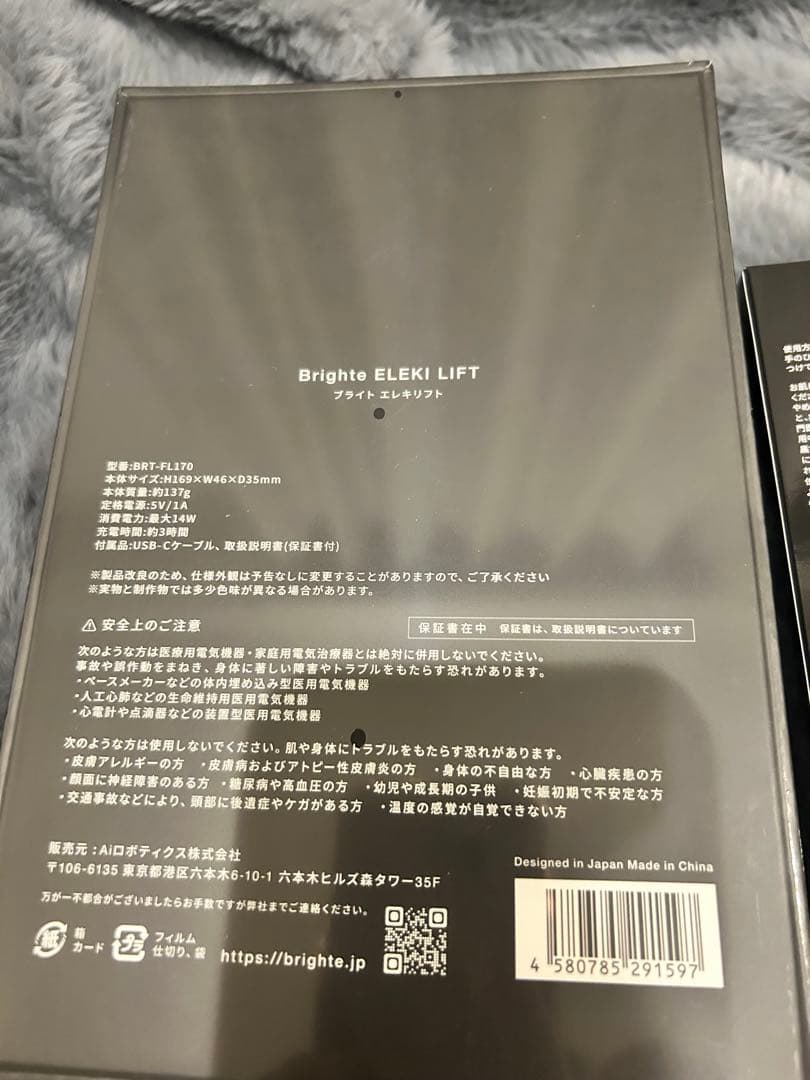 Brighte ELEKI LIFT
ブライト エレキリフト
型番:BRT-FL170
本体サイズ:H169×W46×D35mm
本体質量:約137g
定格電源:5V/1A
消費電力:最大14W
充電時間:約3時間
付属品:USB-Cケーブル、取扱説明書(保証書付)
※製品改良のため、仕様外観は予告なしに変更することがありますので、ご了承ください
※実物と制作物では多少色味が異なる場合があります。
⚠ 安全上のご注意
保証書在中 保証書は、取扱説明書についています
次のような方は医療用電気機器・家庭用電気治療器とは絶対に併用しないでください。
事故や誤作動をまねき、身体に著しい障害やトラブルをもたらす恐れがあります。
・ペースメーカーなどの体内埋め込み型医用電気機器
・人工心肺などの生命維持用医用電気機器
・心電計や点滴器などの装置型医用電気機器
次のような方は使用しないでください。肌や身体にトラブルをもたらす恐れがあります。
・皮膚アレルギーの方 ・皮膚病およびアトピー性皮膚炎の方 ・身体の不自由な方 ・心臓疾患の方
・顔面に神経障害のある方 ・糖尿病や高血圧の方 ・幼児や成長期の子供 ・妊娠初期で不安定な方
・交通事故などにより、頭部に後遺症やケガがある方 ・温度の感覚が自覚できない方
販売元:Aiロボティクス株式会社
〒106-6135 東京都港区六本木6-10-1 六本木ヒルズ森タワー35F
万が一不都合がございましたらお手数ですが弊社までご連絡ください。
紙 箱
カード
プラ フィルム
仕切り、袋
https://brighte.jp
Designed in Japan Made in China
4 580785 291597
使用方
手のひ
つけて
お肌
くださ
やめ
と、
門医
用中